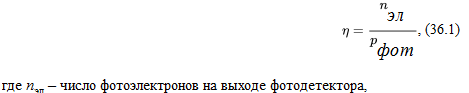 η = nэл / pфот, (36.1)
где nэл – число фотоэлектронов на выходе фотодетектора,